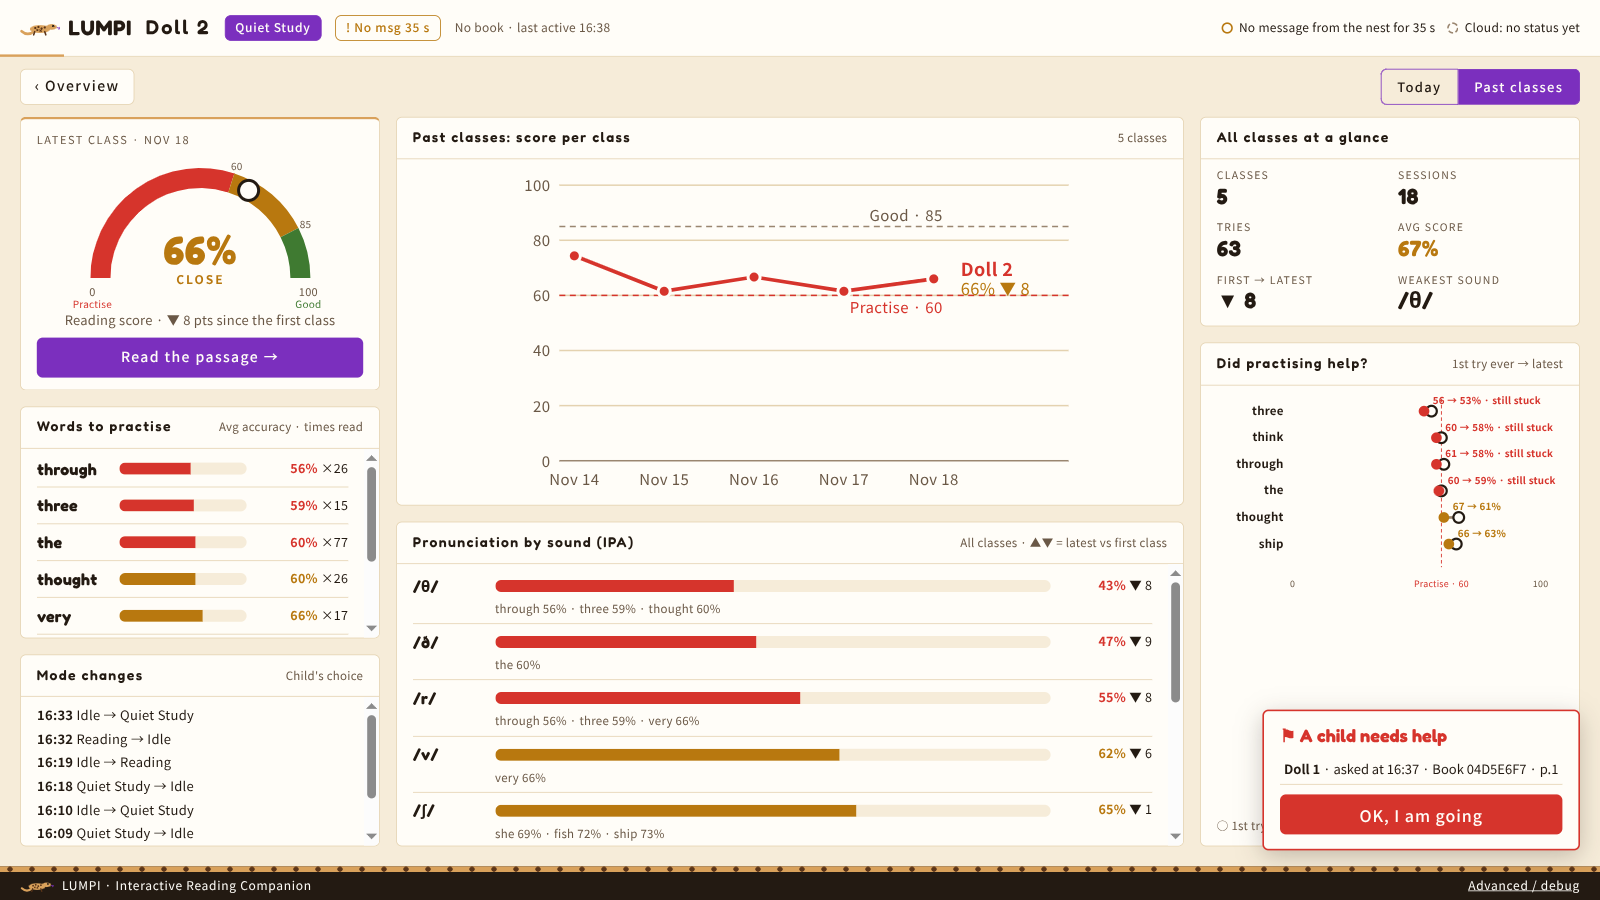 LUMPI Doll 2 Quiet Study ! No msg 35 s No book · last active 16:38
No message from the nest for 35 s Cloud: no status yet
‹ Overview
Today Past classes
LATEST CLASS · NOV 18
60
85
66%
CLOSE
0 100
Practise Good
Reading score · ▼ 8 pts since the first class
Read the passage →
Words to practise Avg accuracy · times read
through 56% ×26
three 59% ×15
the 60% ×77
thought 60% ×26
very 66% ×17
Mode changes Child's choice
16:33 Idle → Quiet Study
16:32 Reading → Idle
16:19 Idle → Reading
16:18 Quiet Study → Idle
16:10 Idle → Quiet Study
16:09 Quiet Study → Idle
Past classes: score per class 5 classes
100
Good · 85
80
Doll 2
66% ▼ 8
60
Practise · 60
40
20
0
Nov 14 Nov 15 Nov 16 Nov 17 Nov 18
Pronunciation by sound (IPA) All classes · ▲▼ = latest vs first class
/θ/ 43% ▼ 8
through 56% · three 59% · thought 60%
/ð/ 47% ▼ 9
the 60%
/r/ 55% ▼ 8
through 56% · three 59% · very 66%
/v/ 62% ▼ 6
very 66%
/ʃ/ 65% ▼ 1
she 69% · fish 72% · ship 73%
All classes at a glance
CLASSES SESSIONS
5 18
TRIES AVG SCORE
63 67%
FIRST → LATEST WEAKEST SOUND
▼ 8 /θ/
Did practising help? 1st try ever → latest
56 → 53% · still stuck
three
60 → 58% · still stuck
think
61 → 58% · still stuck
through
60 → 59% · still stuck
the
67 → 61%
thought
66 → 63%
ship
0 Practise · 60 100
1st try
A child needs help
Doll 1 · asked at 16:37 · Book 04D5E6F7 · p.1
OK, I am going
LUMPI · Interactive Reading Companion
Advanced / debug